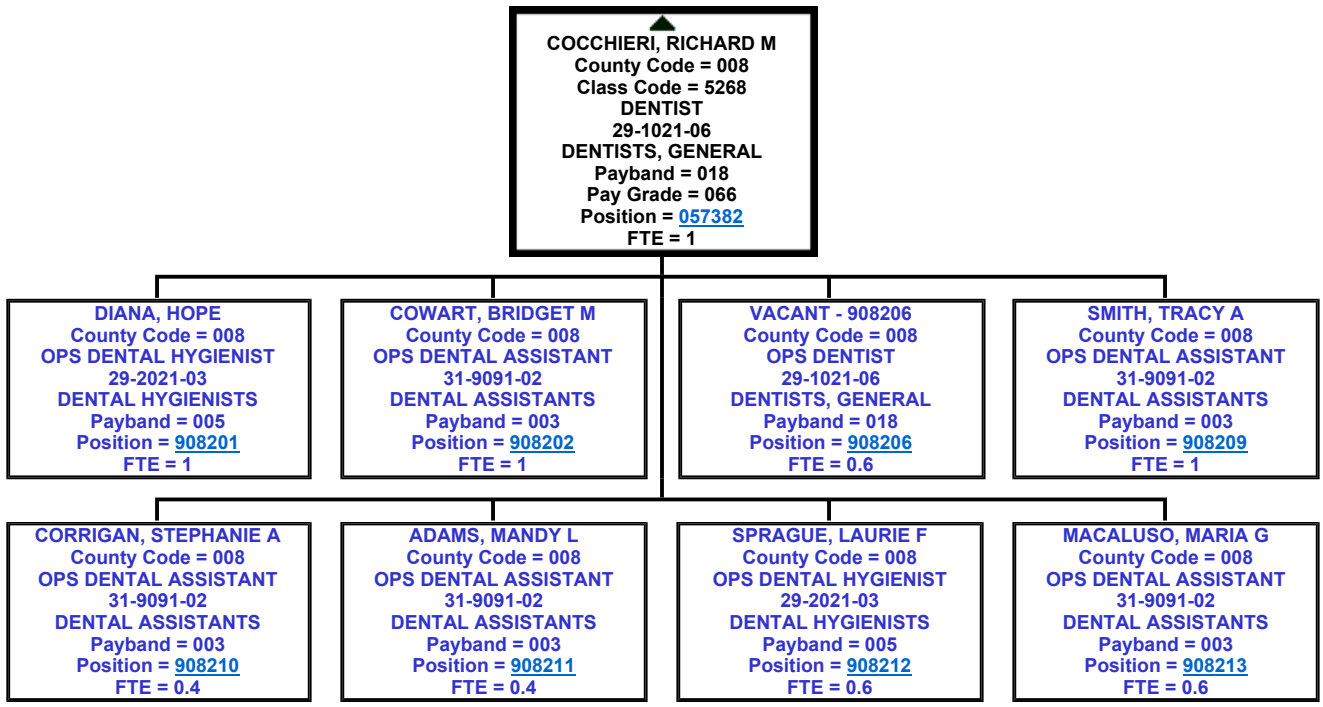 COCCHIERI, RICHARD M
County Code = 008
Class Code = 5268
DENTIST
29-1021-06
DENTISTS, GENERAL
Payband = 018
Pay Grade = 066
Position = 057382
FTE = 1
DIANA, HOPE
County Code = 008
OPS DENTAL HYGIENIST
29-2021-03
DENTAL HYGIENISTS
Payband = 005
Position = 908201
FTE = 1
COWART, BRIDGET M
County Code = 008
OPS DENTAL ASSISTANT
31-9091-02
DENTAL ASSISTANTS
Payband = 003
Position = 908202
FTE = 1
VACANT - 908206
County Code = 008
OPS DENTIST
29-1021-06
DENTISTS, GENERAL
Payband = 018
Position = 908206
FTE = 0.6
SMITH, TRACY A
County Code = 008
OPS DENTAL ASSISTANT
31-9091-02
DENTAL ASSISTANTS
Payband = 003
Position = 908209
FTE = 1
CORRIGAN, STEPHANIE A
County Code = 008
OPS DENTAL ASSISTANT
31-9091-02
DENTAL ASSISTANTS
Payband = 003
Position = 908210
FTE = 0.4
ADAMS, MANDY L
County Code = 008
OPS DENTAL ASSISTANT
31-9091-02
DENTAL ASSISTANTS
Payband = 003
Position = 908211
FTE = 0.4
SPRAGUE, LAURIE F
County Code = 008
OPS DENTAL HYGIENIST
29-2021-03
DENTAL HYGIENISTS
Payband = 005
Position = 908212
FTE = 0.6
MACALUSO, MARIA G
County Code = 008
OPS DENTAL ASSISTANT
31-9091-02
DENTAL ASSISTANTS
Payband = 003
Position = 908213
FTE = 0.6